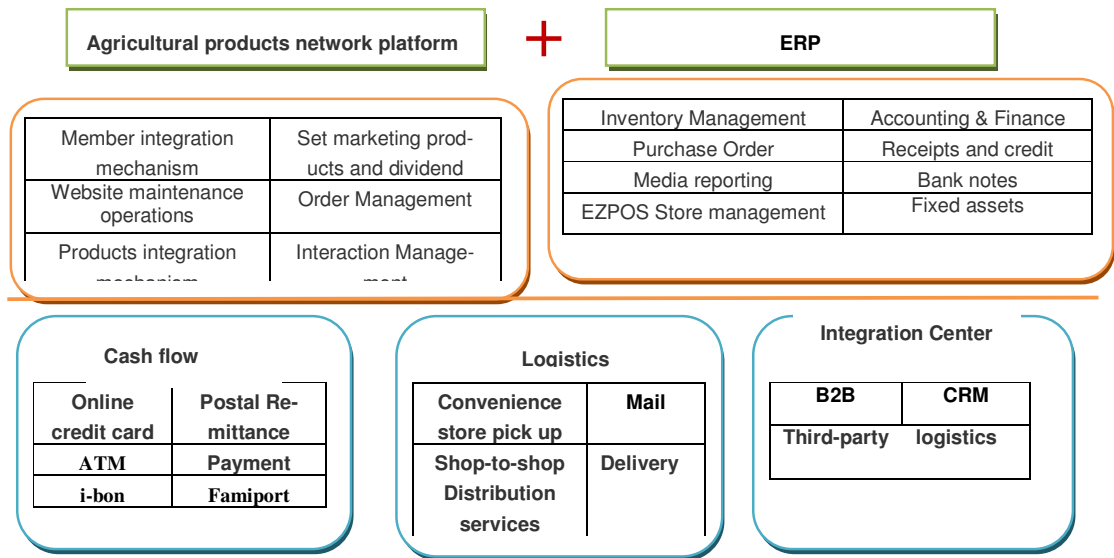 Agricultural products network platform
ERP
Member integration
mechanism
Set marketing prod-
ucts and dividend
Website maintenance
operations
Order Management
Products integration
mechanism
Interaction Manage-
ment
Inventory Management
Accounting & Finance
Purchase Order
Receipts and credit
Media reporting
Bank notes
EZPOS Store management
Fixed assets
Cash flow
Online
credit card
Postal Re-
mittance
ATM
Payment
i-bon
Famiport
Logistics
Convenience
store pick up
Mail
Shop-to-shop
Distribution
services
Delivery
Integration Center
B2B
CRM
Third-party logistics